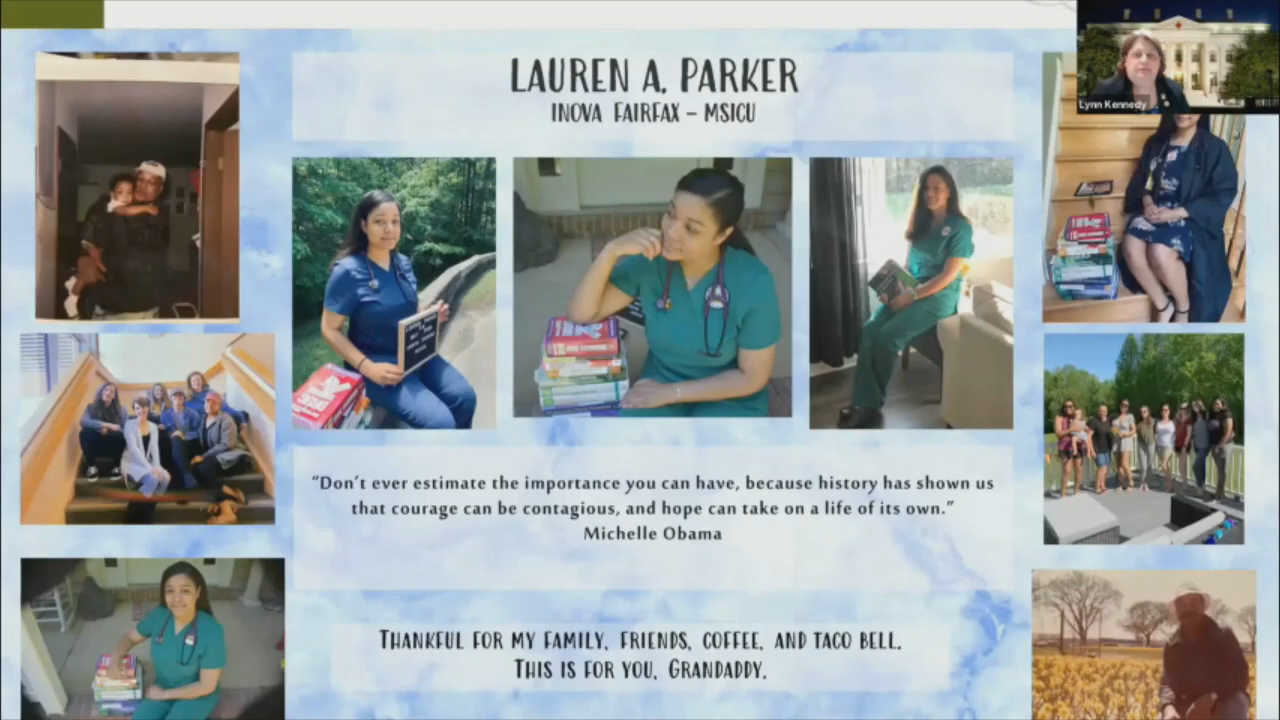 LAUREN A. PARKER
INOVA FAIRFAX – MSICU
Lynn Kennedy
“Don’t ever estimate the importance you can have, because history has shown us
that courage can be contagious, and hope can take on a life of its own.”
Michelle Obama
THANKFUL FOR MY FAMILY, FRIENDS, COFFEE, AND TACO BELL.
THIS IS FOR YOU, GRANDADDY.